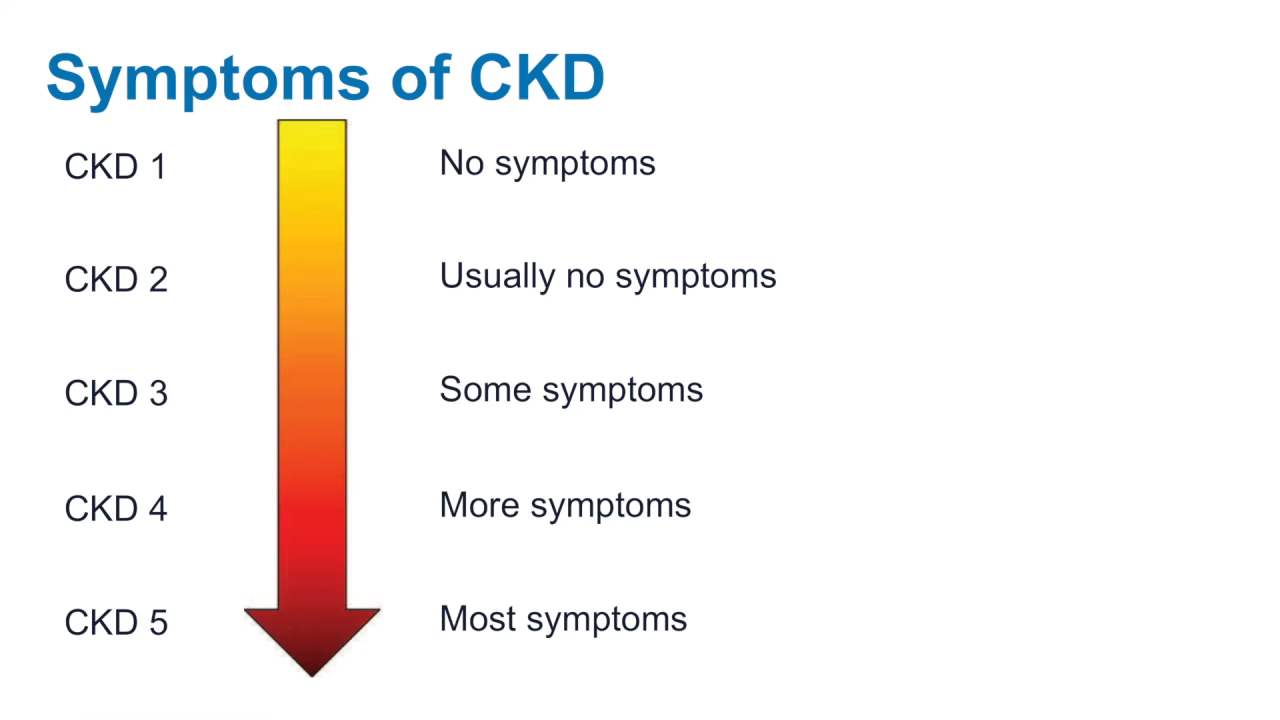 Symptoms of CKD
CKD 1 No symptoms
CKD 2 Usually no symptoms
CKD 3 Some symptoms
CKD 4 More symptoms
CKD 5 Most symptoms